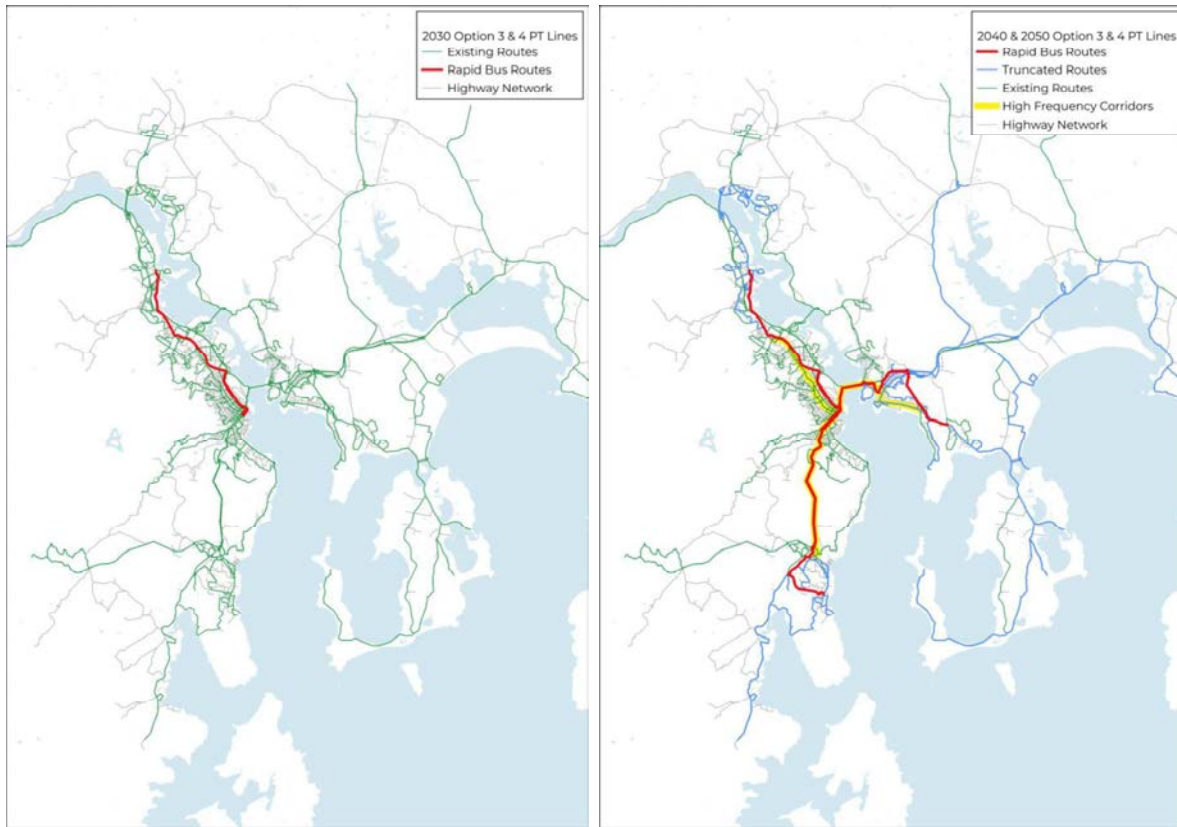 2030 Option 3 & 4 PT Lines
Existing Routes
Rapid Bus Routes
Highway Network
2040 & 2050 Option 3 & 4 PT Lines
Rapid Bus Routes
Truncated Routes
Existing Routes
High Frequency Corridors
Highway Network